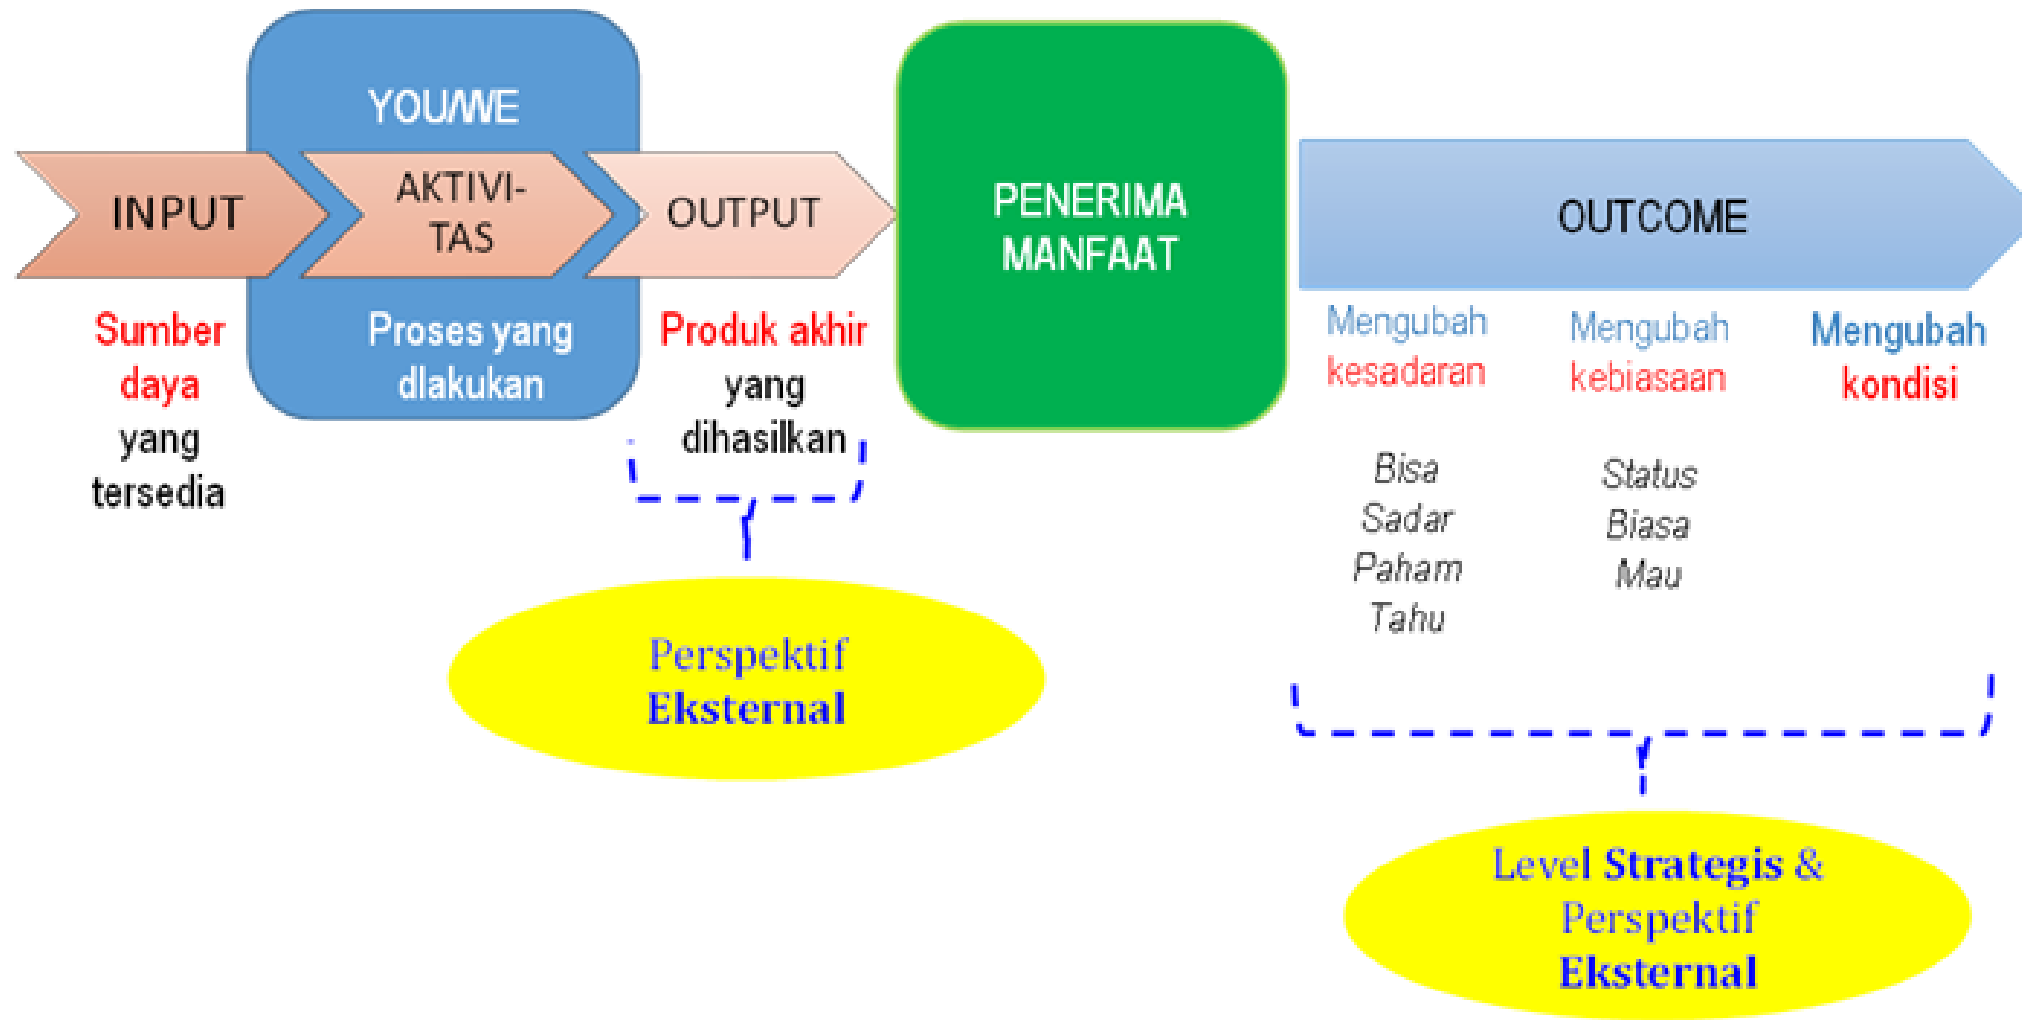 YOU/WE
INPUT
AKTIVI-
TAS
OUTPUT
PENERIMA
MANFAAT
OUTCOME
Sumber
daya
yang
tersedia
Proses yang
dlakukan
Produk akhir
yang
dihasilkan
Mengubah
kesadaran
Mengubah
kebiasaan
Mengubah
kondisi
Bisa
Sadar
Paham
Tahu
Status
Biasa
Mau
Perspektif
Eksternal
Level Strategis &
Perspektif
Eksternal